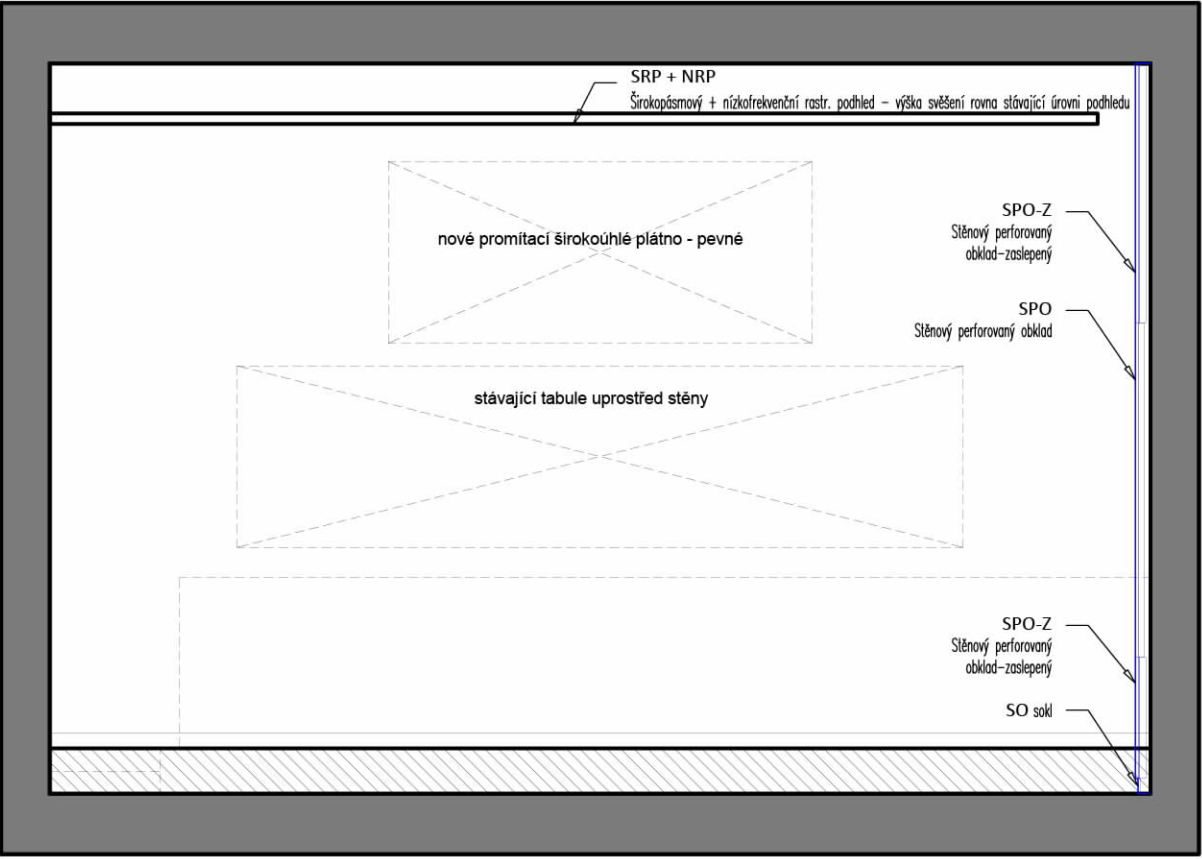 SRP + NRP
Širokopásmový + nízkofrekvenční rastr. podhled – výška svěšení rovna stávající úrovni podhledu
nové promítací širokoúhlé plátno - pevné
SPO-Z
Stěnový perforovaný
obklad-zaslepený
SPO
Stěnový perforovaný obklad
stávající tabule uprostřed stěny
SPO-Z
Stěnový perforovaný
obklad-zaslepený
SO sokl